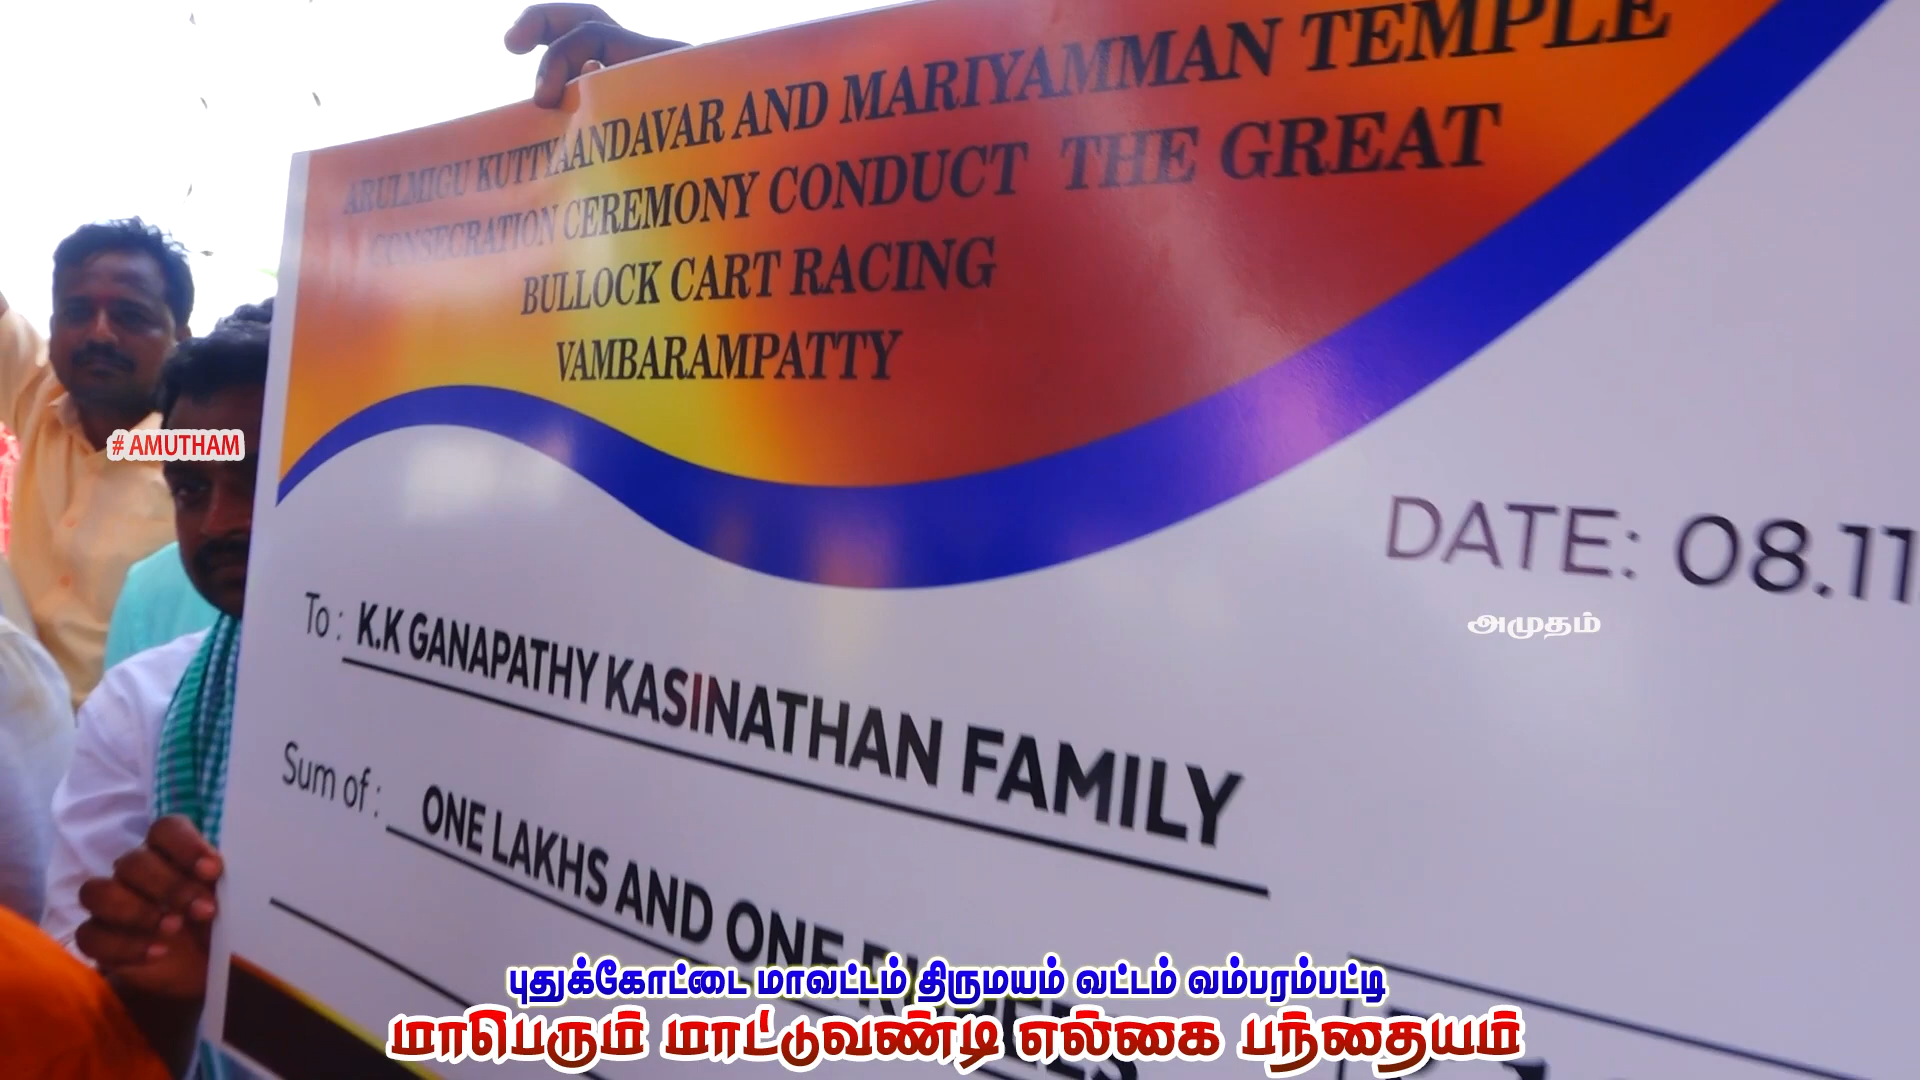 ARULMIGU KUTTYAANDAVAR AND MARIYAMMAN TEMPLE
CONSECRATION CEREMONY CONDUCT THE GREAT
BULLOCK CART RACING
VAMBARAMPATTY
# AMUTHAM
DATE: 08.11
அமுதம்
To : K.K GANAPATHY KASINATHAN FAMILY
Sum of : ONE LAKHS AND ONE RUPEES
புதுக்கோட்டை மாவட்டம் திருமயம் வட்டம் வம்பரம்பட்டி
மாபெரும் மாட்டுவண்டி எல்கை பந்தையம்